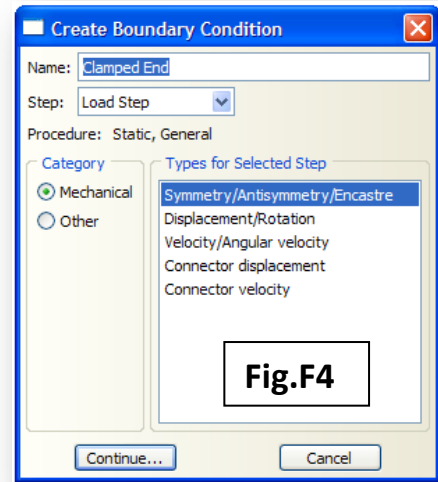 Create Boundary Condition
Name: Clamped End
Step: Load Step
Procedure: Static, General
Category
Mechanical
Other
Types for Selected Step
Symmetry/Antisymmetry/Encastre
Displacement/Rotation
Velocity/Angular velocity
Connector displacement
Connector velocity
Fig.F4
Continue... Cancel